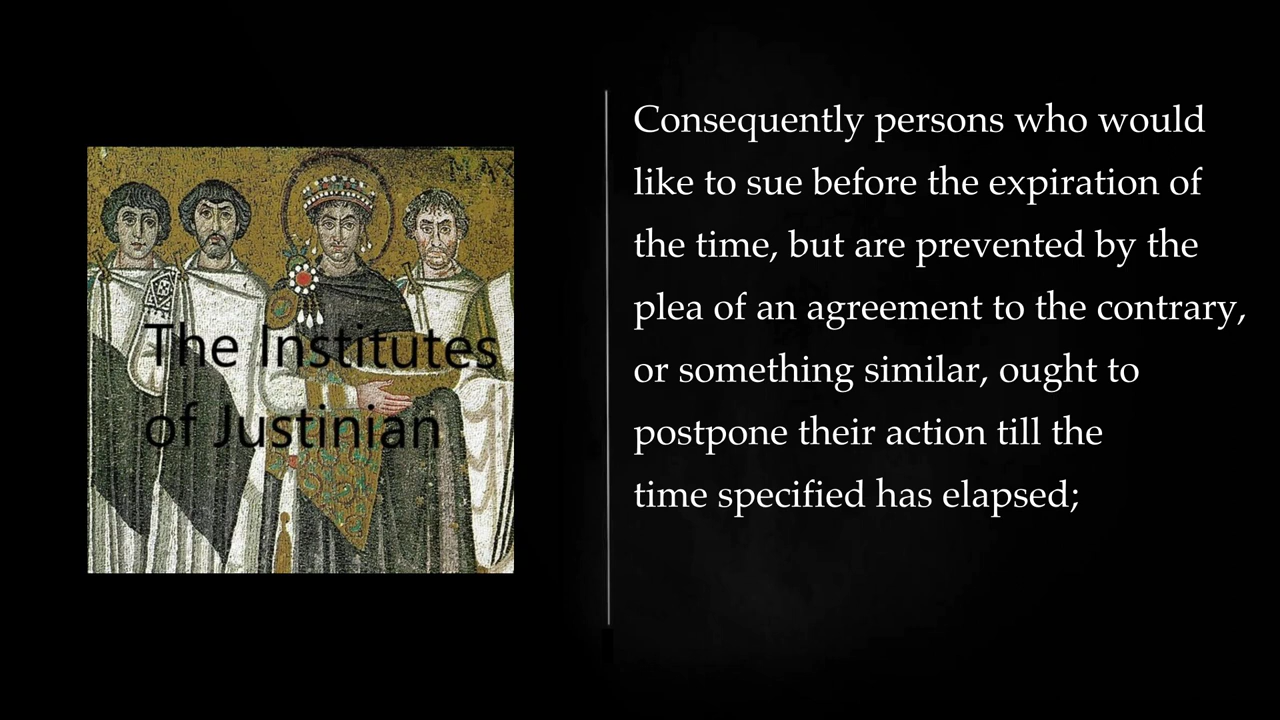 MAX
The Institutes
of Justinian
Consequently persons who would
like to sue before the expiration of
the time, but are prevented by the
plea of an agreement to the contrary,
or something similar, ought to
postpone their action till the
time specified has elapsed;